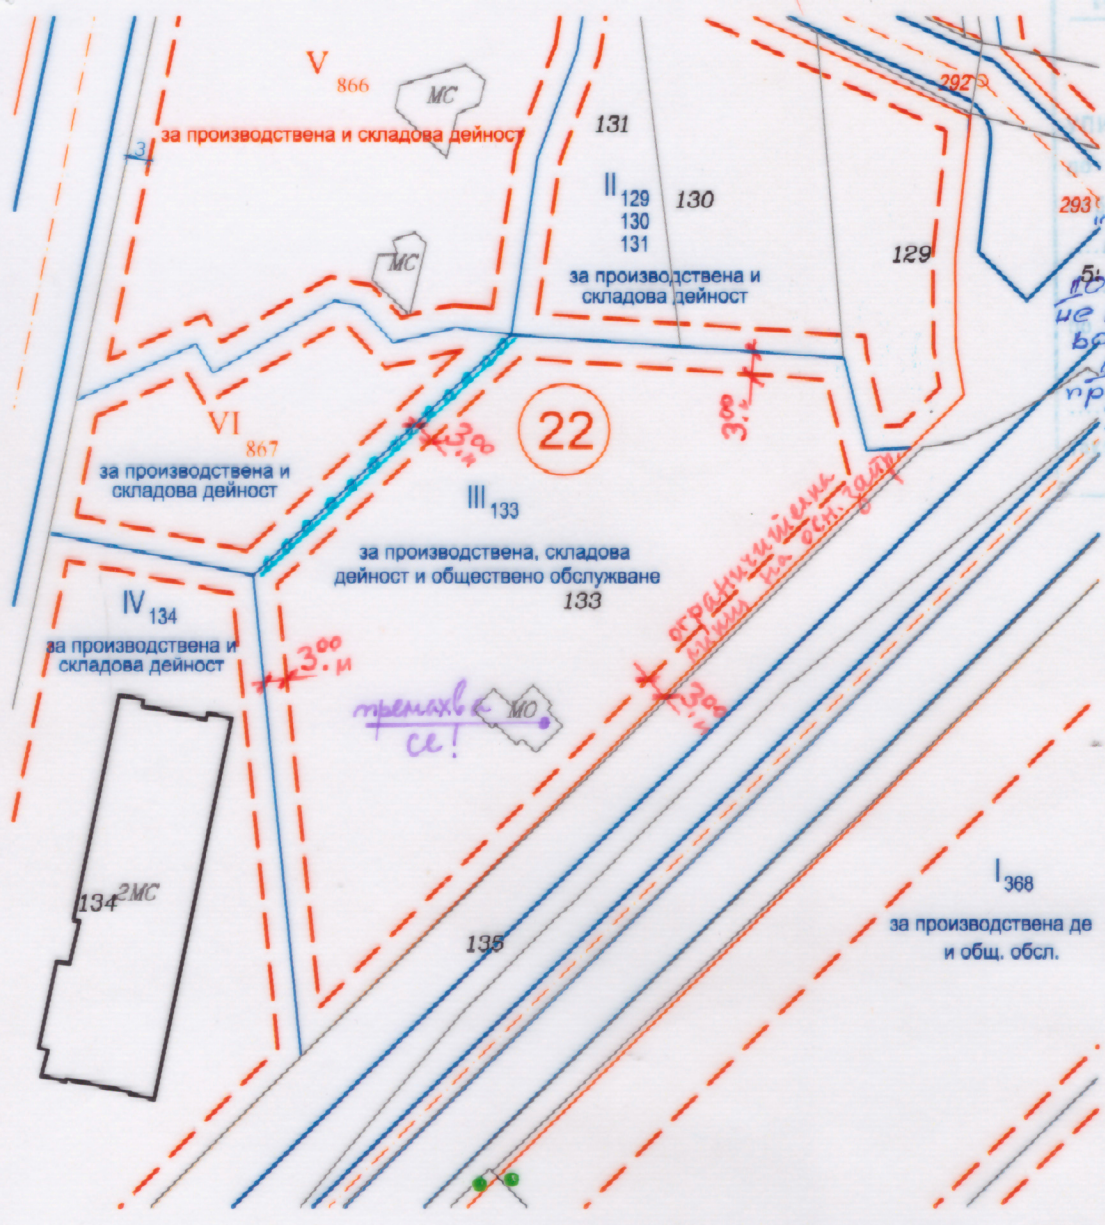 V 866
МС
292
за производствена и складова дейност
131
3
II 129
130
131
130
293
129
МС
за производствена и
складова дейност
22
3.00 м
3.00 м
VI 867
за производствена и
складова дейност
III 133
ограничителна
линия на осн. застр.
за производствена, складова
дейност и обществено обслужване
133
IV 134
за производствена и
складова дейност
3.00 м
премахва
се!
МО
3.00 м
134
2МС
I 368
за производствена де
и общ. обсл.
135